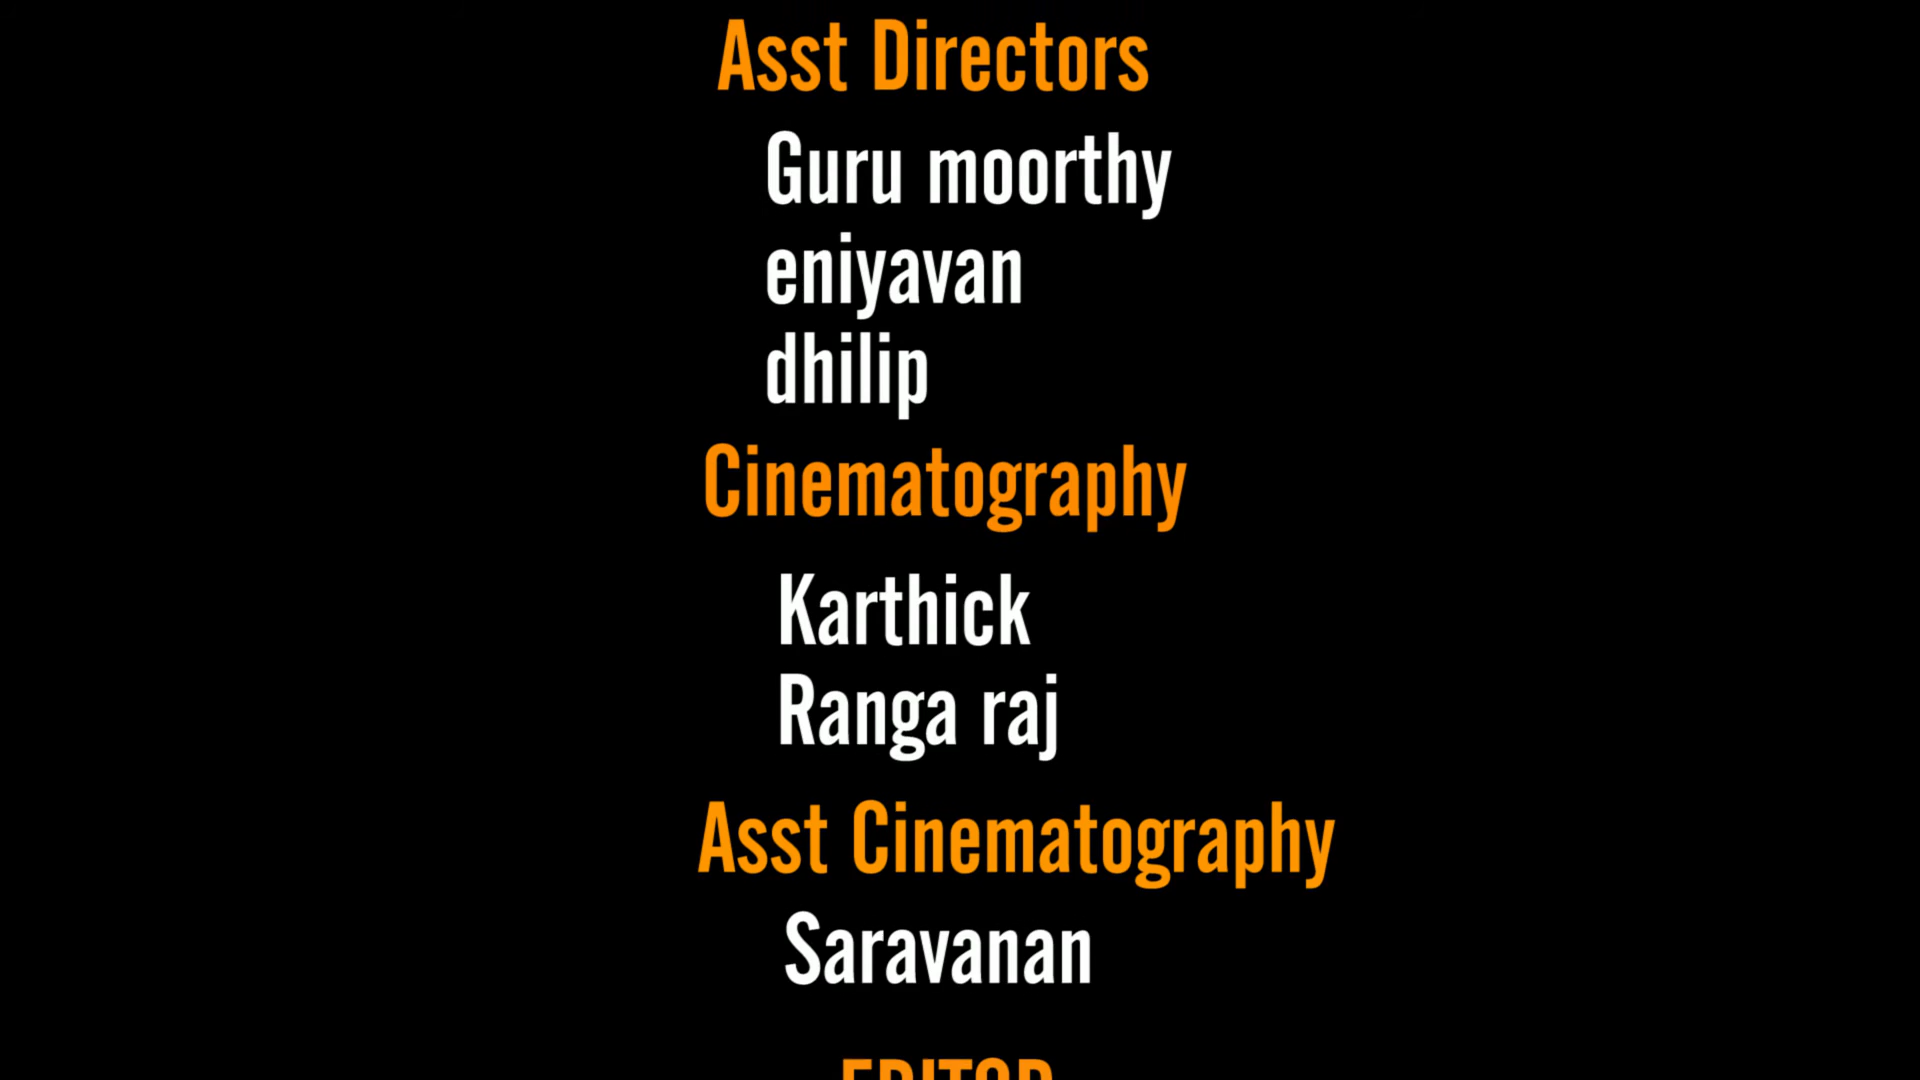 Asst Directors
Guru moorthy
eniyavan
dhilip
Cinematography
Karthick
Ranga raj
Asst Cinematography
Saravanan
EDITOR